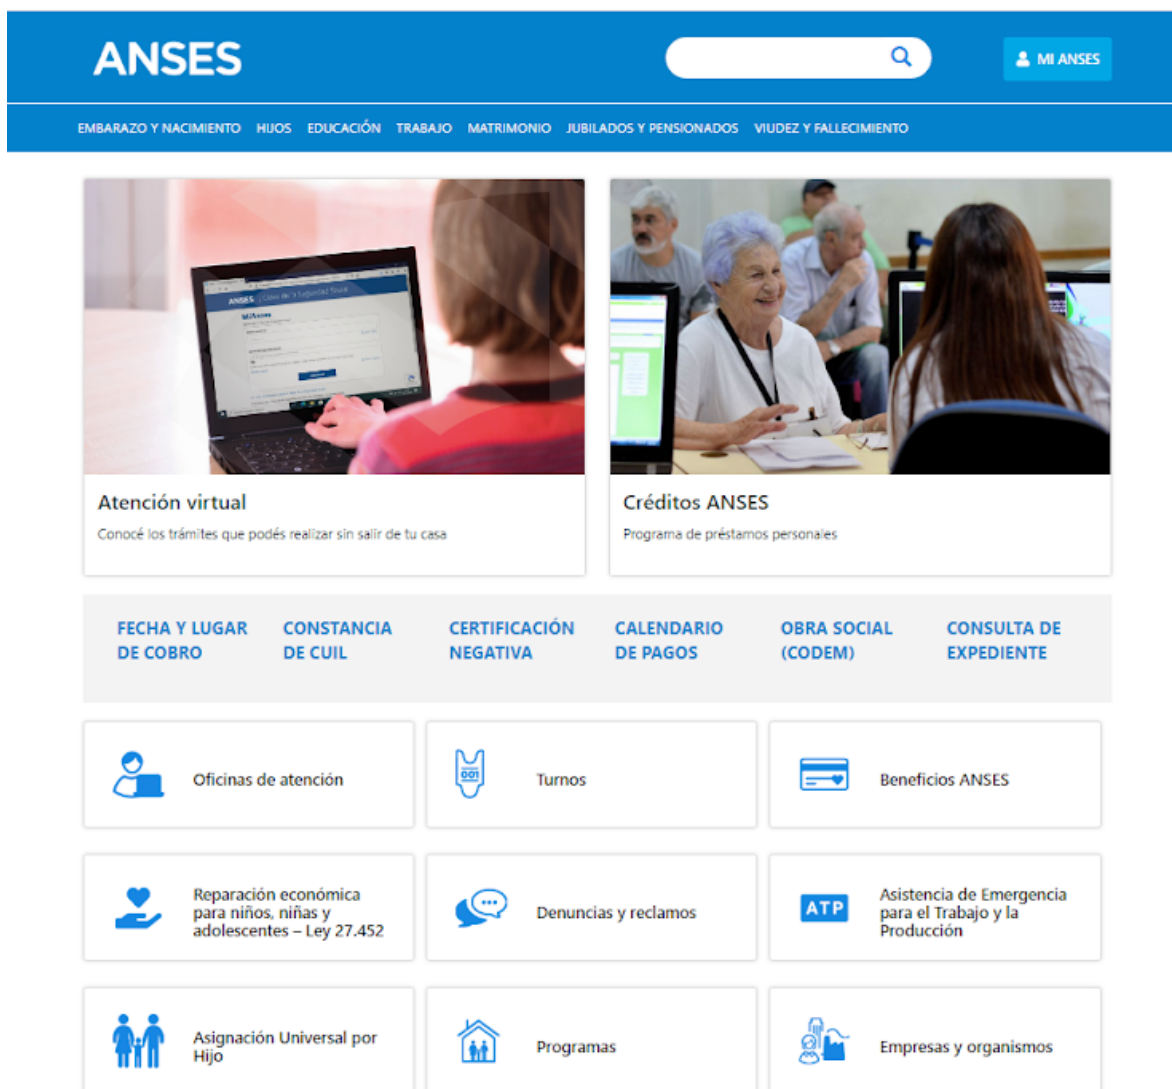 ANSES
MI ANSES
EMBARAZO Y NACIMIENTO HIJOS EDUCACIÓN TRABAJO MATRIMONIO JUBILADOS Y PENSIONADOS VIUDEZ Y FALLECIMIENTO
ANSES
Mi Anses
Atención virtual
Conocé los trámites que podés realizar sin salir de tu casa
Créditos ANSES
Programa de préstamos personales
FECHA Y LUGAR
DE COBRO
CONSTANCIA
DE CUIL
CERTIFICACIÓN
NEGATIVA
CALENDARIO
DE PAGOS
OBRA SOCIAL
(CODEM)
CONSULTA DE
EXPEDIENTE
Oficinas de atención
001
Turnos
Beneficios ANSES
Reparación económica
para niños, niñas y
adolescentes – Ley 27.452
Denuncias y reclamos
ATP
Asistencia de Emergencia
para el Trabajo y la
Producción
Asignación Universal por
Hijo
Programas
Empresas y organismos